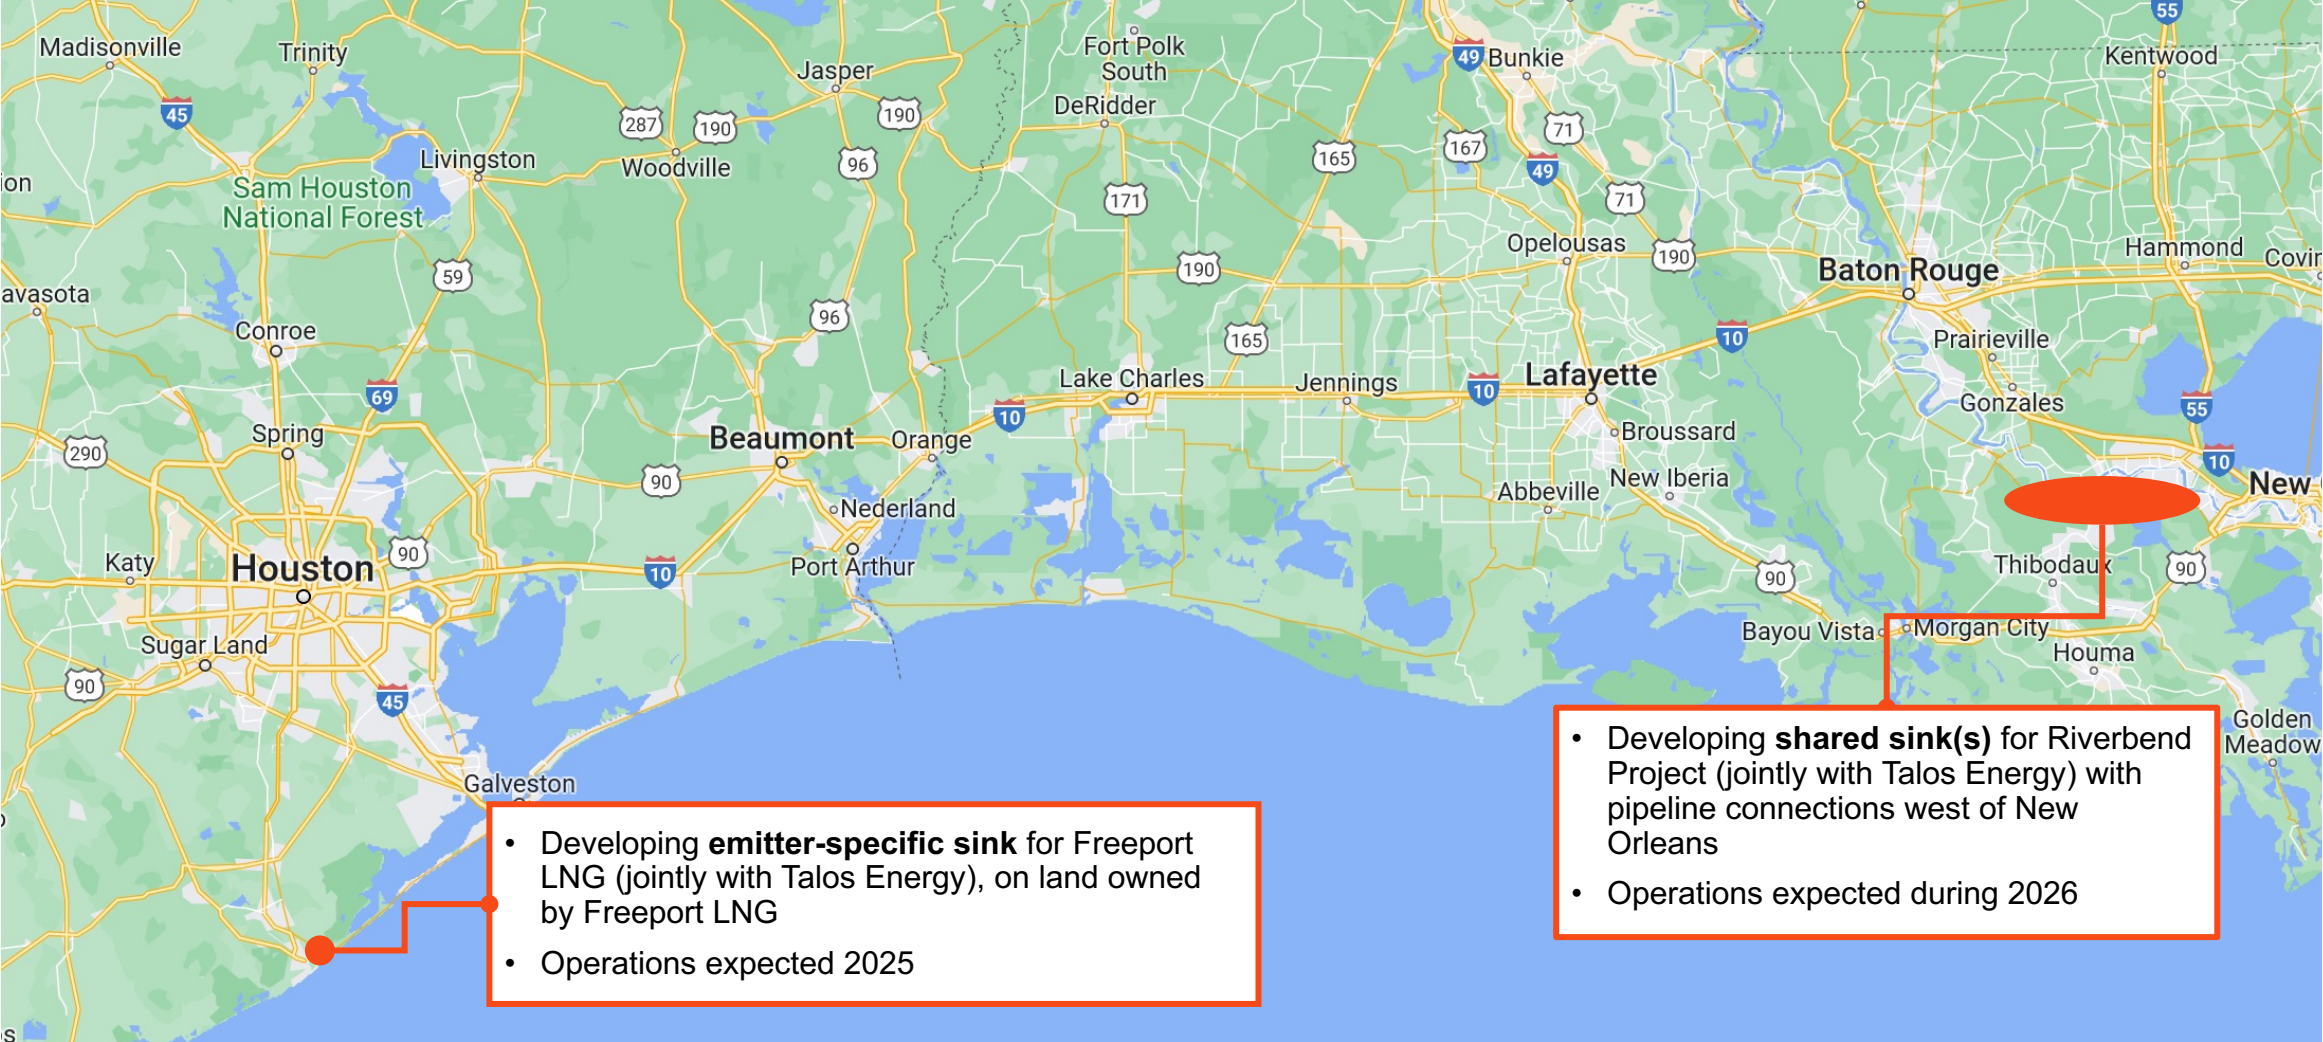 55
Madisonville
Trinity
Fort Polk
South
49
Bunkie
Kentwood
Jasper
45
287
190
190
DeRidder
71
Livingston
Woodville
96
165
167
49
ion
Sam Houston
National Forest
171
71
59
190
Opelousas
190
Hammond
Covin
Baton Rouge
avasota
96
Conroe
165
10
Prairieville
69
Lake Charles
Jennings
10
Lafayette
10
Gonzales
55
Spring
290
Beaumont
Orange
Broussard
10
90
Nederland
Abbeville
New Iberia
New
Katy
90
Houston
10
Port Arthur
90
Thibodaux
90
Sugar Land
Bayou Vista
Morgan City
Houma
90
45
Golden
Meadow
Galveston
• Developing shared sink(s) for Riverbend
Project (jointly with Talos Energy) with
pipeline connections west of New
Orleans
• Operations expected during 2026
• Developing emitter-specific sink for Freeport
LNG (jointly with Talos Energy), on land owned
by Freeport LNG
• Operations expected 2025
s